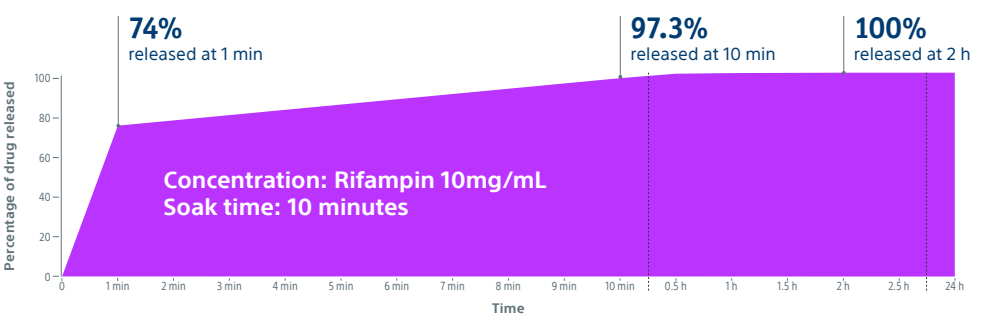 74%
released at 1 min
97.3%
released at 10 min
100%
released at 2 h
Percentage of drug released
100
80
60
40
20
0
Concentration: Rifampin 10mg/mL
Soak time: 10 minutes
0 1 min 2 min 3 min 4 min 5 min 6 min 7 min 8 min 9 min 10 min 0.5 h 1 h 1.5 h 2 h 2.5 h 24 h
Time